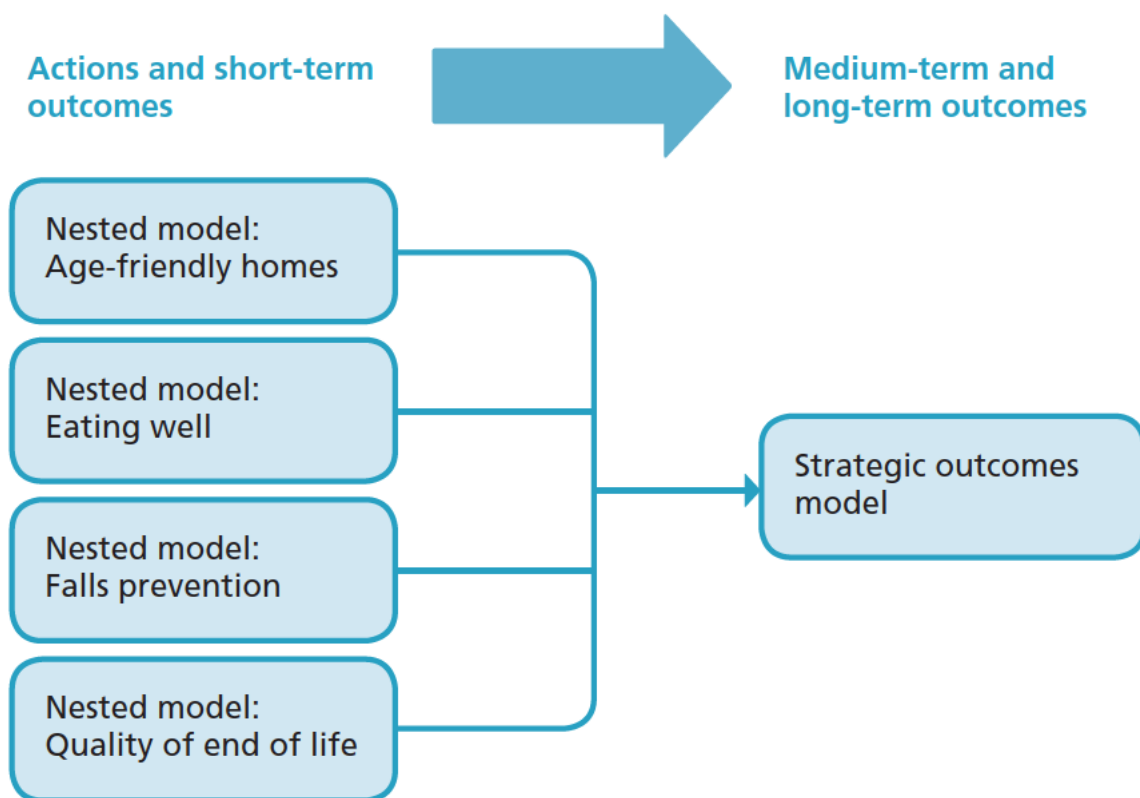 Actions and short-term
outcomes
Medium-term and
long-term outcomes
Nested model:
Age-friendly homes
Nested model:
Eating well
Nested model:
Falls prevention
Nested model:
Quality of end of life
Strategic outcomes
model